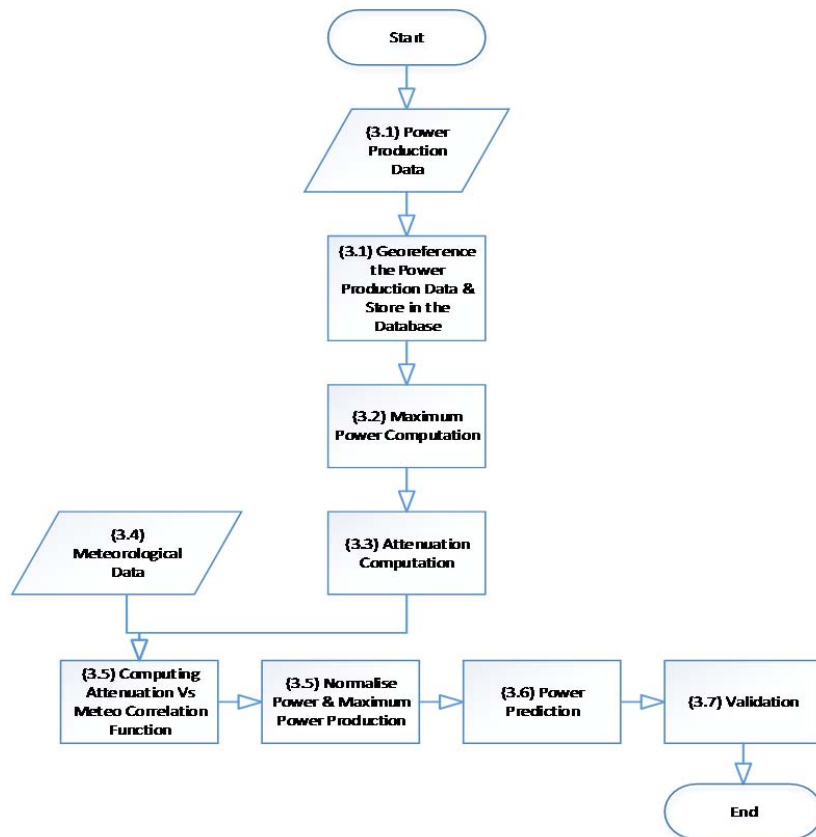 Start
(3.1) Power
Production
Data
(3.1) Georeference
the Power
Production Data &
Store in the
Database
(3.2) Maximum
Power Computation
(3.4)
Meteorological
Data
(3.3) Attenuation
Computation
(3.5) Computing
Attenuation Vs
Meteo Correlation
Function
(3.5) Normalise
Power & Maximum
Power Production
(3.6) Power
Prediction
(3.7) Validation
End